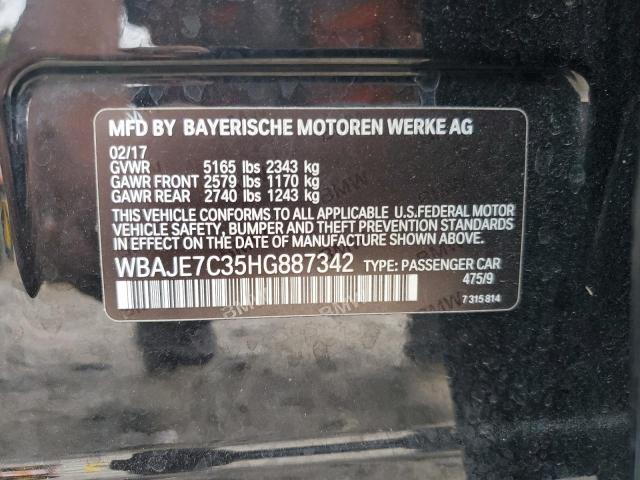 MFD BY BAYERISCHE MOTOREN WERKE AG
02/17
GVWR 5165 lbs 2343 kg
GAWR FRONT 2579 lbs 1170 kg
GAWR REAR 2740 lbs 1243 kg
THIS VEHICLE CONFORMS TO ALL APPLICABLE U.S.FEDERAL MOTOR
VEHICLE SAFETY, BUMPER AND THEFT PREVENTION STANDARDS
IN EFFECT ON THE DATE OF MANUFACTURE SHOWN ABOVE.
WBAJE7C35HG887342 TYPE: PASSENGER CAR
475/9
7 315 814